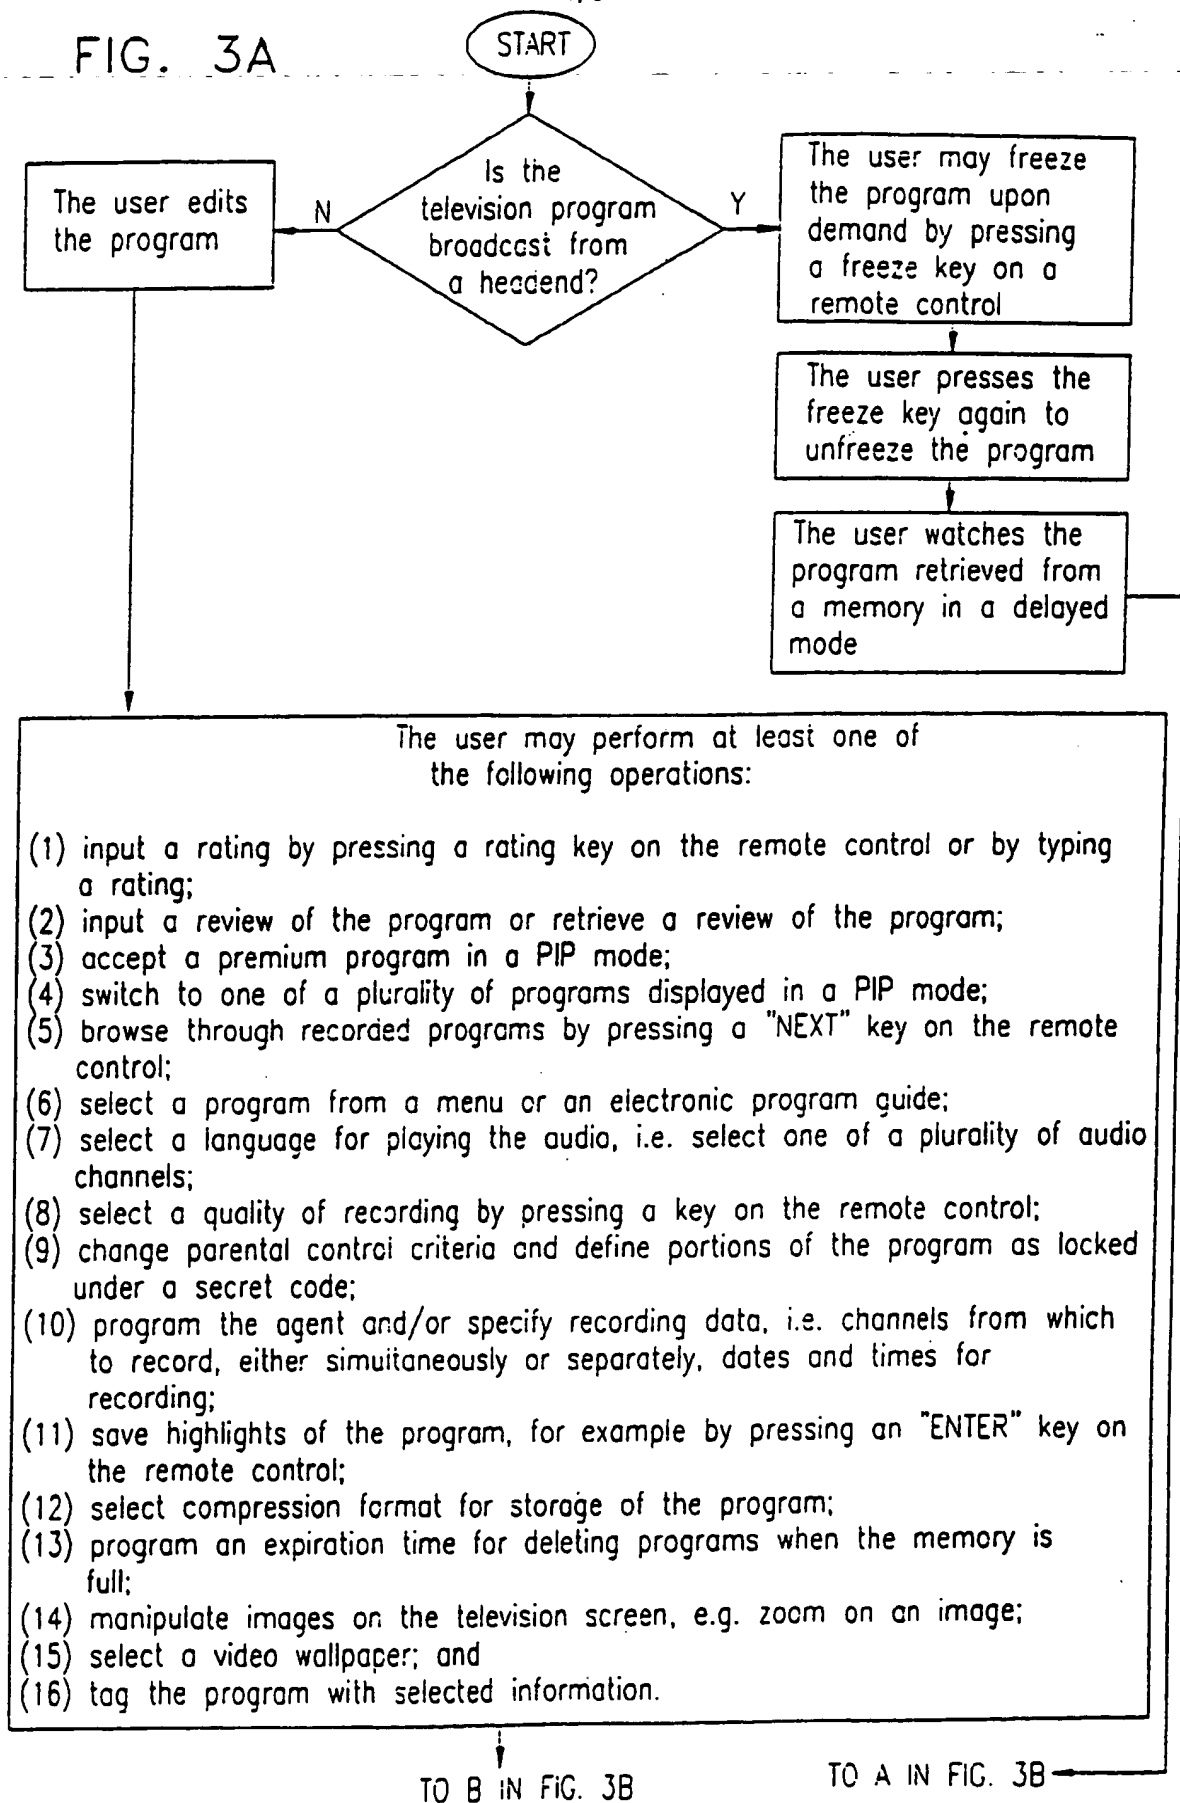 FIG. 3A
START
Is the
television program
broadcast from
a headend?
N
Y
The user edits
the program
The user may freeze
the program upon
demand by pressing
a freeze key on a
remote control
The user presses the
freeze key again to
unfreeze the program
The user watches the
program retrieved from
a memory in a delayed
mode
The user may perform at least one of
the following operations:
(1) input a rating by pressing a rating key on the remote control or by typing
a rating;
(2) input a review of the program or retrieve a review of the program;
(3) accept a premium program in a PIP mode;
(4) switch to one of a plurality of programs displayed in a PIP mode;
(5) browse through recorded programs by pressing a "NEXT" key on the remote
control;
(6) select a program from a menu or an electronic program guide;
(7) select a language for playing the audio, i.e. select one of a plurality of audio
channels;
(8) select a quality of recording by pressing a key on the remote control;
(9) change parental control criteria and define portions of the program as locked
under a secret code;
(10) program the agent and/or specify recording data, i.e. channels from which
to record, either simultaneously or separately, dates and times for
recording;
(11) save highlights of the program, for example by pressing an "ENTER" key on
the remote control;
(12) select compression format for storage of the program;
(13) program an expiration time for deleting programs when the memory is
full;
(14) manipulate images on the television screen, e.g. zoom on an image;
(15) select a video wallpaper; and
(16) tag the program with selected information.
TO B IN FIG. 3B
TO A IN FIG. 3B